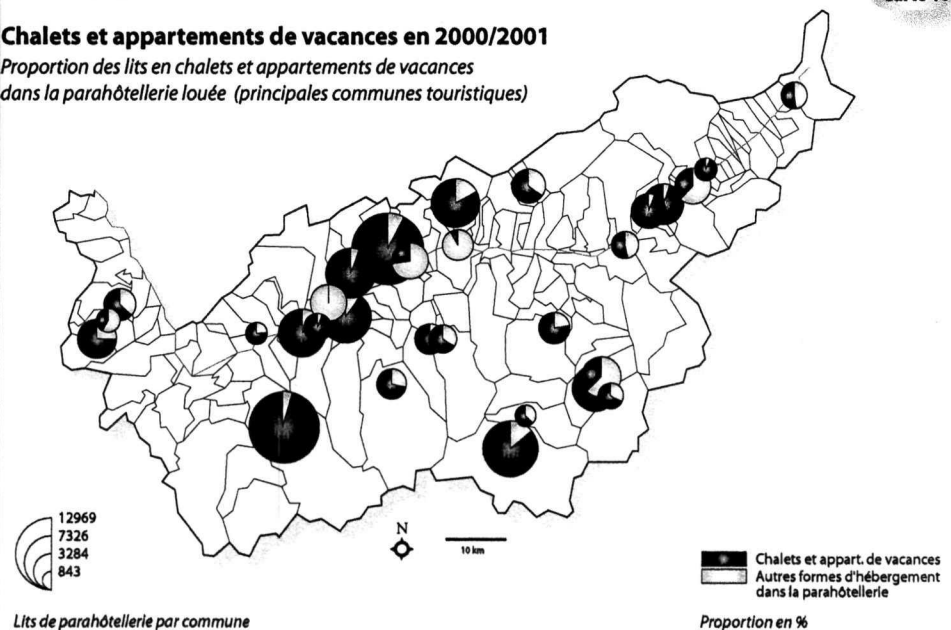 Chalets et appartements de vacances en 2000/2001
Proportion des lits en chalets et appartements de vacances
dans la parahôtellerie louée (principales communes touristiques)
12969
7326
3284
843
Lits de parahôtellerie par commune
N
10 km
Chalets et appart. de vacances
Autres formes d'hébergement
dans la parahôtellerie
Proportion en %